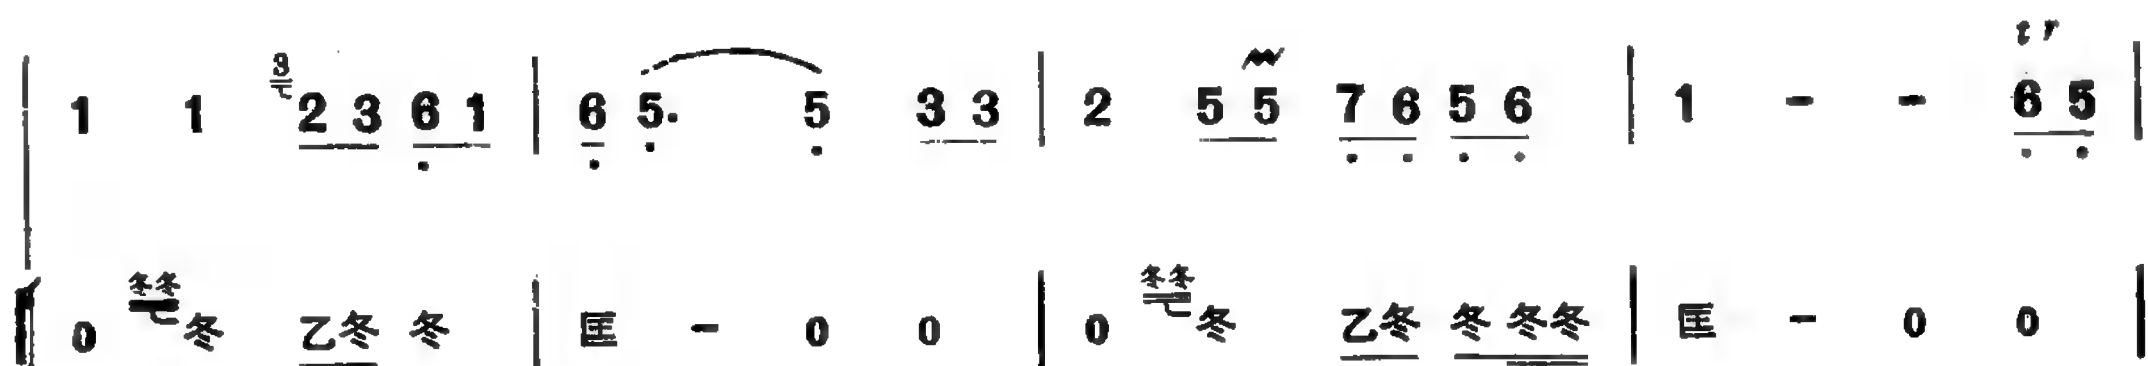 tr
| 1 1 3 2 3 6 1 | 6 5. 5 3 3 | 2 5 5 7 6 5 6 | 1 - - 6 5 |
0 冬冬 冬 乙冬 冬 | 匡 - 0 0 | 0 冬冬 冬 乙冬 冬 冬冬 | 匡 - 0 0 |